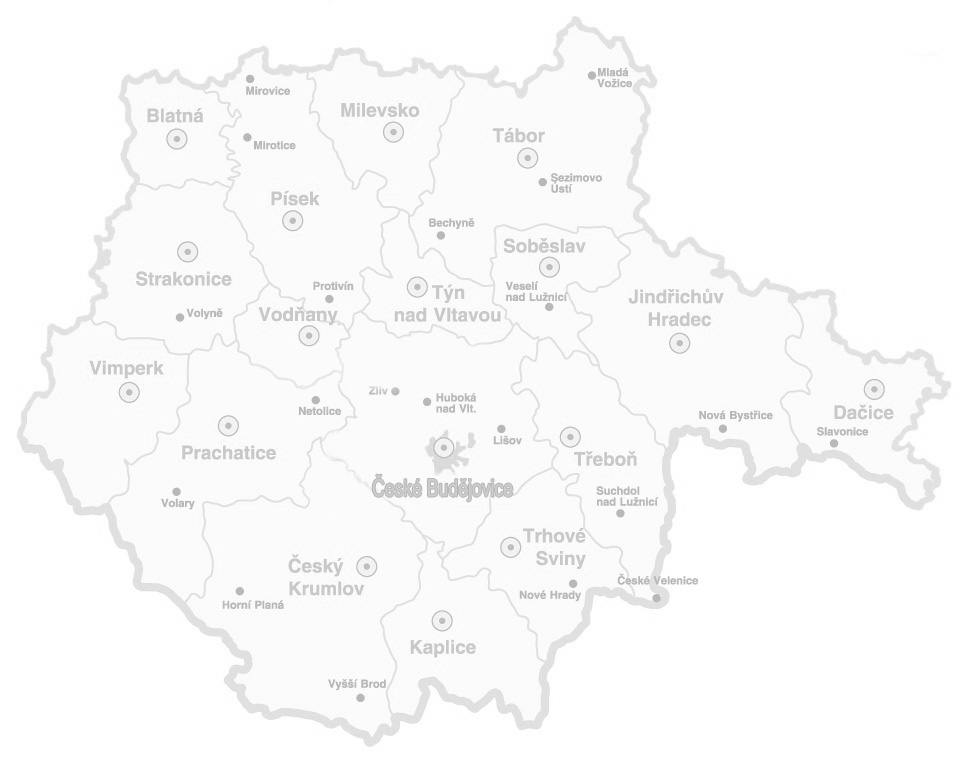 Mladá
Vožice
Mirovice
Milevsko
Blatná
Tábor
Mirotice
Sezimovo
Ústí
Písek
Bechyně
Soběslav
Strakonice
Protivín
Veselí
nad Lužnicí
Týn
nad Vltavou
Jindřichův
Hradec
Volyně
Vodňany
Vimperk
Zliv
Huboká
nad Vlt.
Netolice
Dačice
Nová Bystřice
Slavonice
Lišov
Prachatice
Třeboň
České Budějovice
Volary
Suchdol
nad Lužnicí
Trhové
Sviny
Český
Krumlov
České Velenice
Nové Hrady
Horní Planá
Kaplice
Vyšší Brod